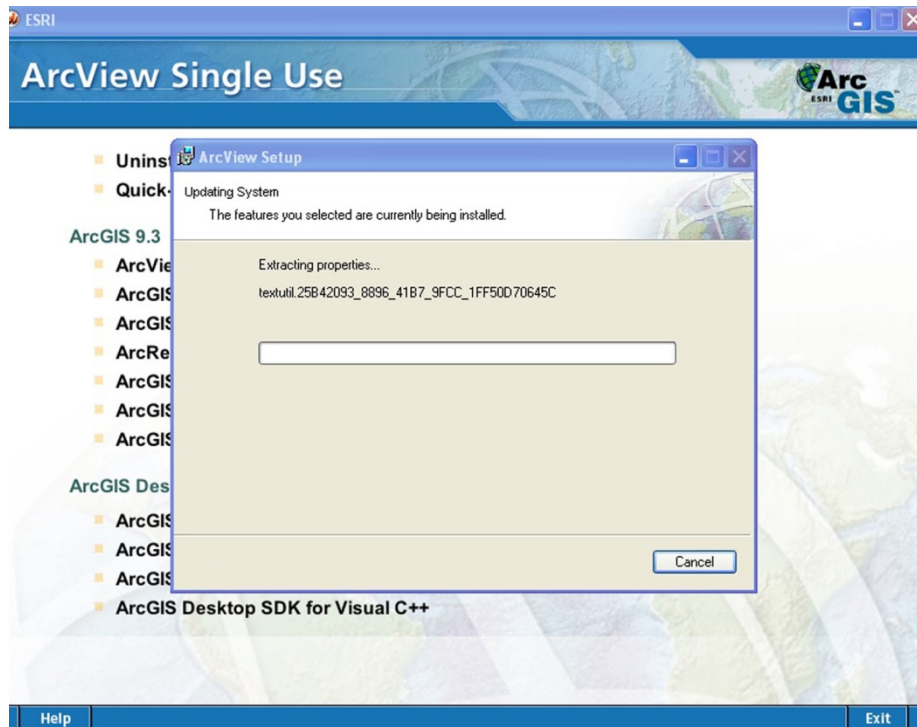 ESRI
ArcView Single Use
Arc
ESRI GIS
Unins
Quick-
ArcGIS 9.3
ArcVie
ArcGIS
ArcGIS
ArcRe
ArcGIS
ArcGIS
ArcGIS
ArcGIS Des
ArcGIS
ArcGIS
ArcGIS
ArcGIS Desktop SDK for Visual C++
ArcView Setup
Updating System
The features you selected are currently being installed.
Extracting properties...
textutil.25B42093_8896_41B7_9FCC_1FF50D70645C
Cancel
Help
Exit